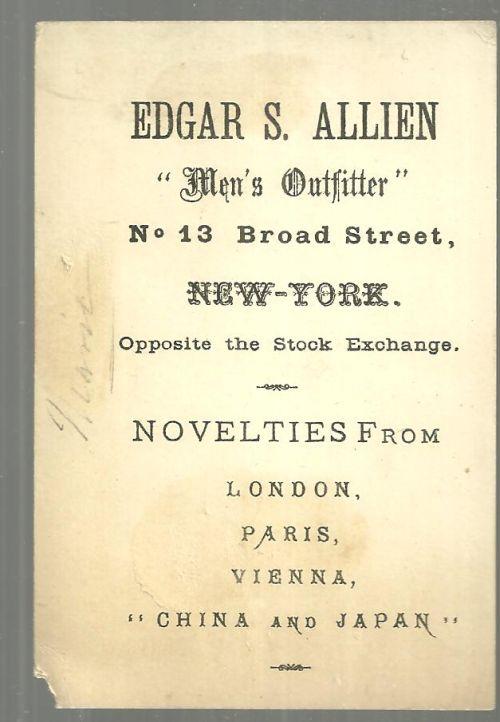 EDGAR S. ALLIEN
"Men's Outfitter"
No 13 Broad Street,
NEW-YORK.
Opposite the Stock Exchange.
NOVELTIES FROM
LONDON,
PARIS,
VIENNA,
"CHINA AND JAPAN"